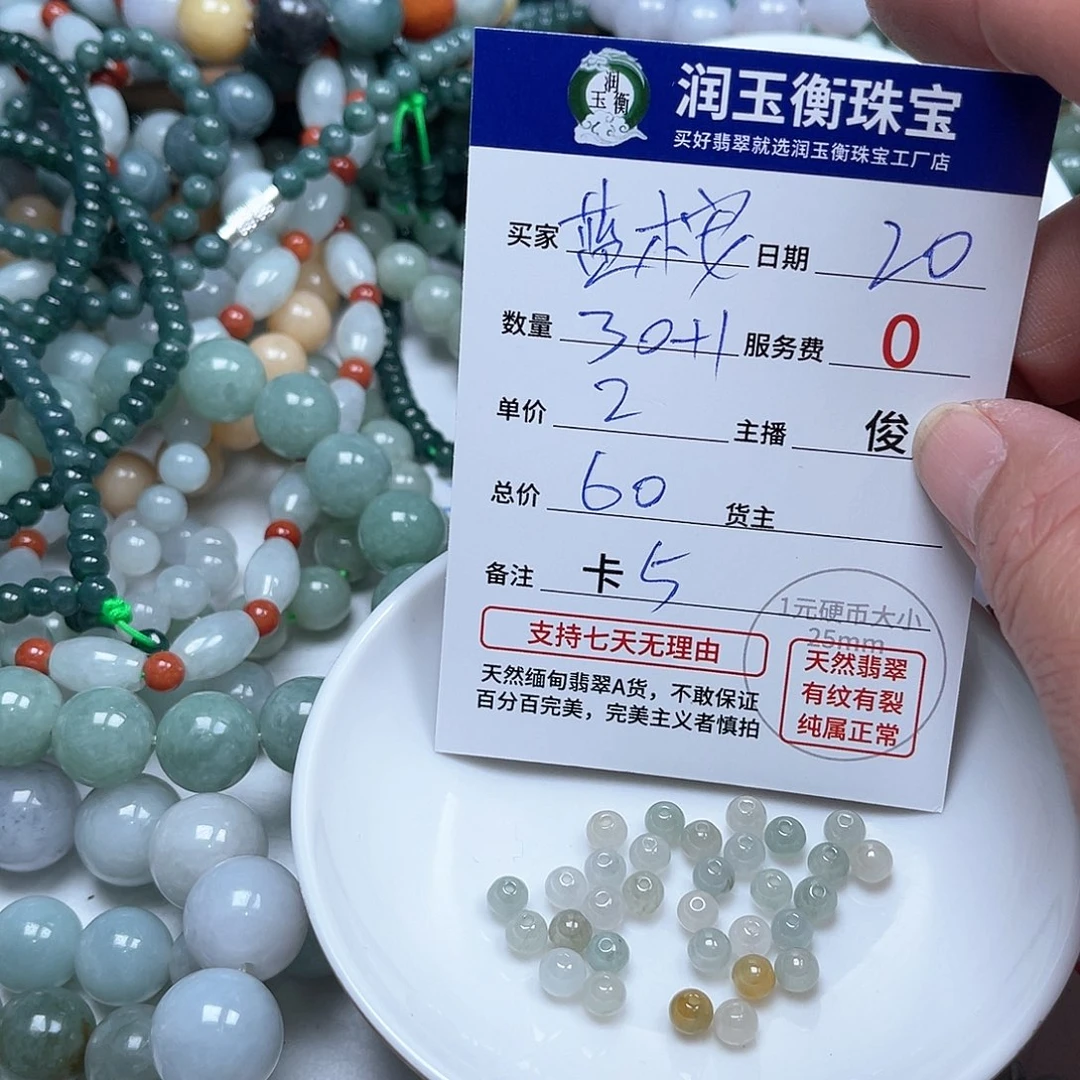 润玉衡
润玉衡珠宝
买好翡翠就选润玉衡珠宝工厂店
买家 蓝 日期 20
数量 30+1 服务费 0
单价 2 主播 俊
总价 60 货主
备注 卡5
1元硬币大小
25mm
支持七天无理由
天然缅甸翡翠A货，不敢保证
百分百完美，完美主义者慎拍
天然翡翠
有纹有裂
纯属正常